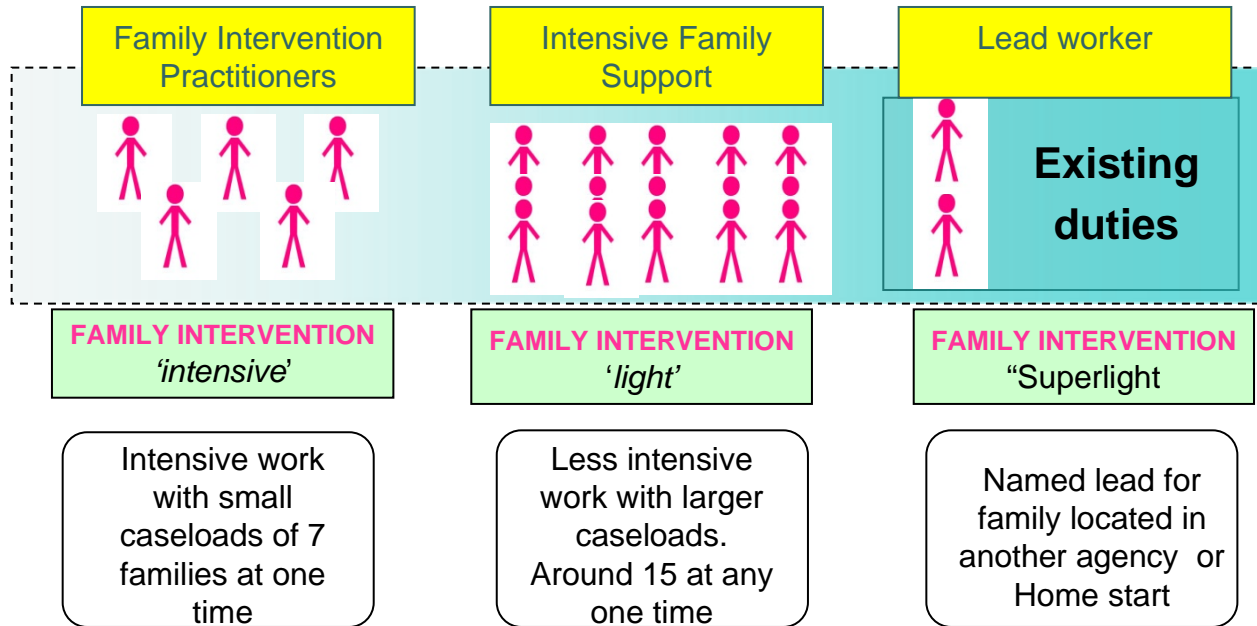 Family Intervention
Practitioners
Intensive Family
Support
Lead worker
Existing
duties
FAMILY INTERVENTION
‘intensive’
FAMILY INTERVENTION
‘light’
FAMILY INTERVENTION
“Superlight
Intensive work
with small
caseloads of 7
families at one
time
Less intensive
work with larger
caseloads.
Around 15 at any
one time
Named lead for
family located in
another agency or
Home start